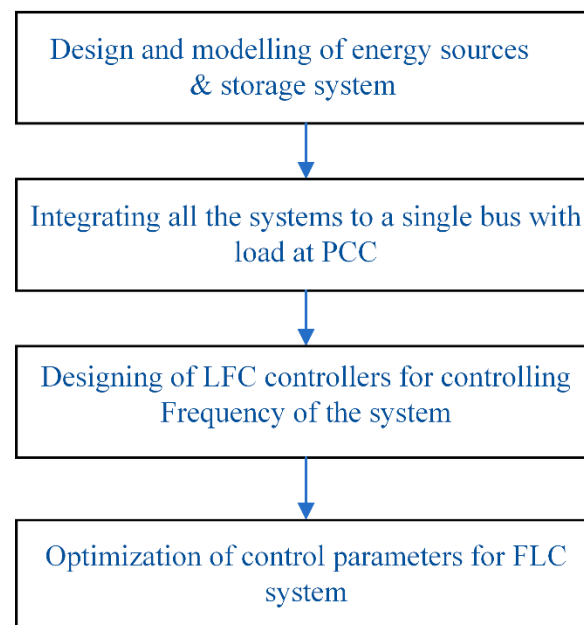 Design and modelling of energy sources
& storage system
Integrating all the systems to a single bus with
load at PCC
Designing of LFC controllers for controlling
Frequency of the system
Optimization of control parameters for FLC
system